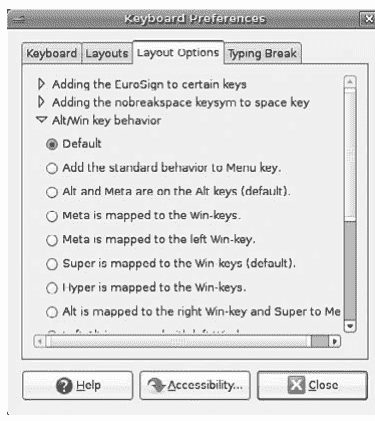 Keyboard Preferences
Keyboard Layouts Layout Options Typing Break
Adding the EuroSign to certain keys
Adding the nobreakspace keysym to space key
Alt/Win key behavior
Default
Add the standard behavior to Menu key.
Alt and Meta are on the Alt keys (default).
Meta is mapped to the Win-keys.
Meta is mapped to the left Win-key.
Super is mapped to the Win keys (default).
Hyper is mapped to the Win-keys.
Alt is mapped to the right Win-key and Super to Me
Help Accessibility... Close